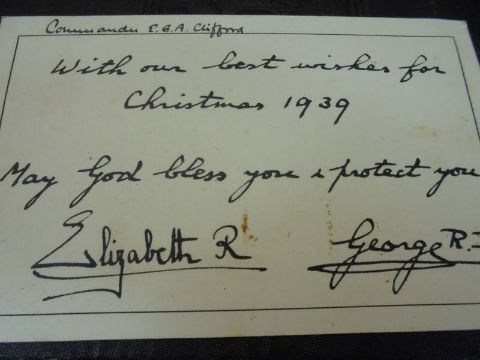 Commander E.G.A. Clifford
With our best wishes for
Christmas 1939
May God bless you & protect you
Elizabeth R George R.I